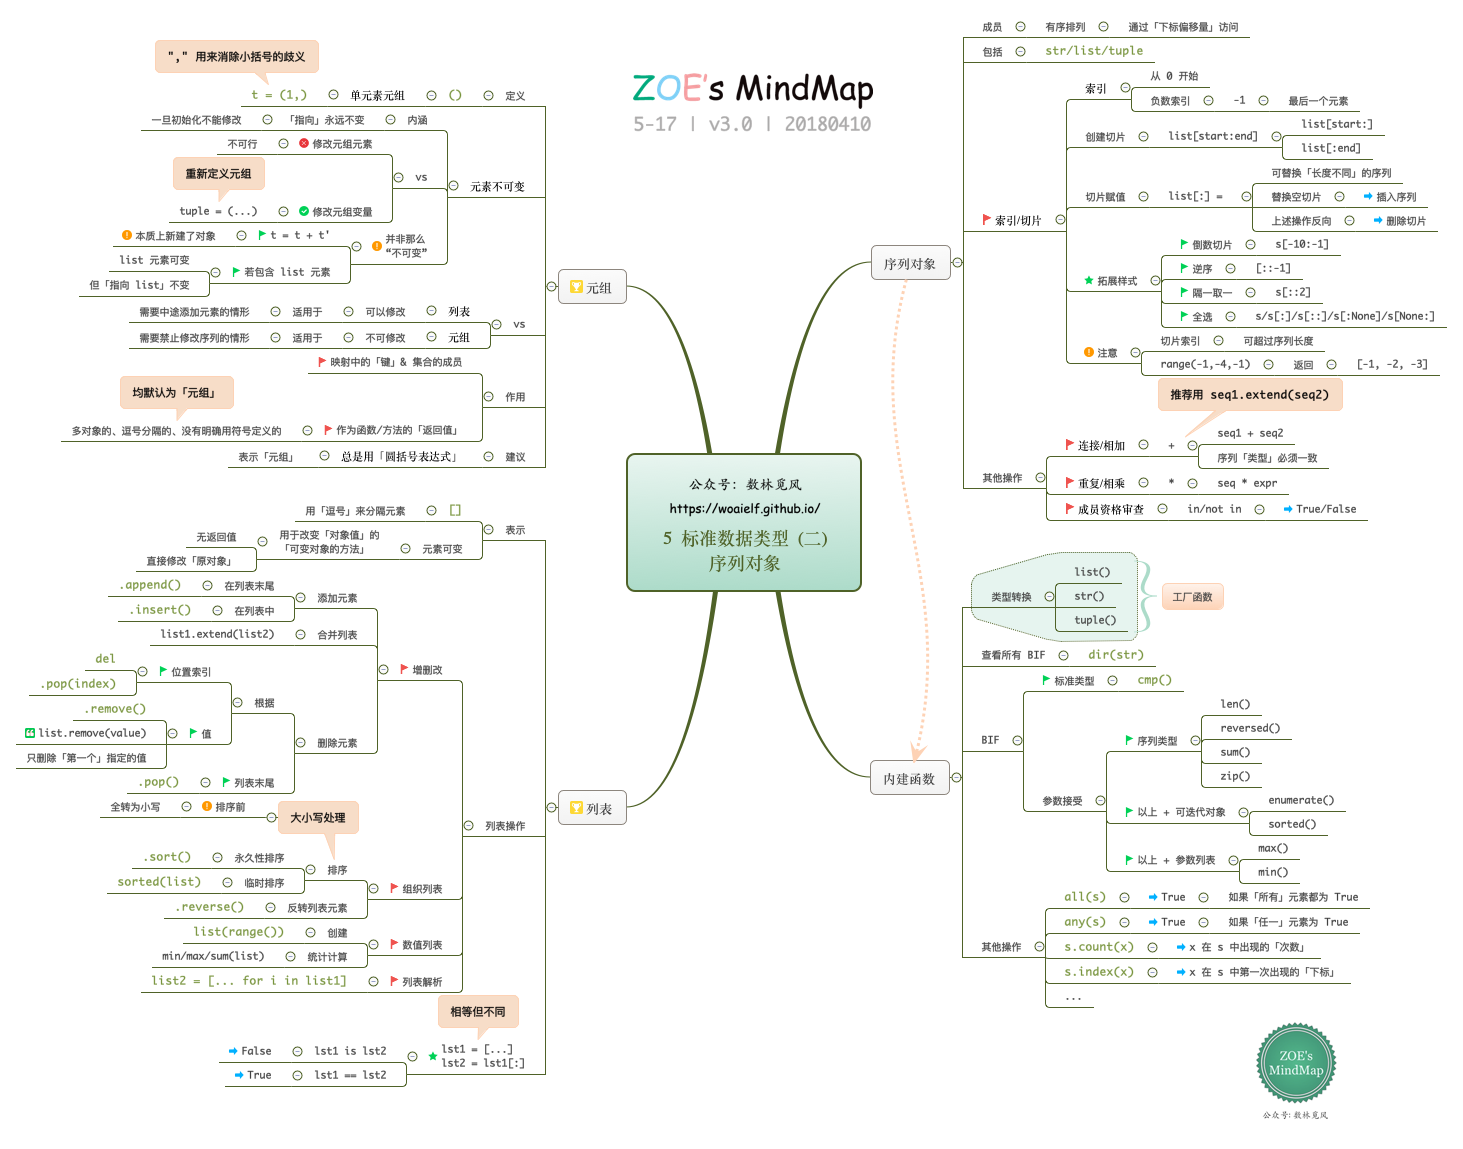 ZOE's MindMap
5-17 | v3.0 | 20180410
公众号：数林觅风
https://woaielf.github.io/
5 标准数据类型（二）
序列对象
序列对象
成员
有序排列
通过「下标偏移量」访问
包括
str/list/tuple
索引/切片
索引
从 0 开始
负数索引
-1
最后一个元素
创建切片
list[start:end]
list[start:]
list[:end]
切片赋值
list[:] =
可替换「长度不同」的序列
替换空切片
插入序列
上述操作反向
删除切片
拓展样式
倒数切片
s[-10:-1]
逆序
[::-1]
隔一取一
s[::2]
全选
s/s[:]/s[::]/s[:None]/s[None:]
注意
切片索引
可超过序列长度
range(-1,-4,-1)
返回
[-1, -2, -3]
推荐用 seq1.extend(seq2)
其他操作
连接/相加
+
seq1 + seq2
序列「类型」必须一致
重复/相乘
*
seq * expr
成员资格审查
in/not in
True/False
内建函数
类型转换
list()
str()
tuple()
工厂函数
查看所有 BIF
dir(str)
BIF
标准类型
cmp()
参数接受
序列类型
len()
reversed()
sum()
zip()
以上 + 可迭代对象
enumerate()
sorted()
以上 + 参数列表
max()
min()
其他操作
all(s)
True
如果「所有」元素都为 True
any(s)
True
如果「任一」元素为 True
s.count(x)
x 在 s 中出现的「次数」
s.index(x)
x 在 s 中第一次出现的「下标」
...
元组
"," 用来消除小括号的歧义
定义
()
单元素元组
t = (1,)
元素不可变
内涵
「指向」永远不变
一旦初始化不能修改
vs
修改元组元素
不可行
重新定义元组
修改元组变量
tuple = (...)
并非那么
“不可变”
t = t + t'
本质上新建了对象
若包含 list 元素
list 元素可变
但「指向 list」不变
vs
列表
可以修改
适用于
需要中途添加元素的情形
元组
不可修改
适用于
需要禁止修改序列的情形
作用
映射中的「键」& 集合的成员
均默认为「元组」
作为函数/方法的「返回值」
多对象的、逗号分隔的、没有明确用符号定义的
建议
总是用「圆括号表达式」
表示「元组」
列表
表示
[]
用「逗号」来分隔元素
元素可变
用于改变「对象值」的
「可变对象的方法」
无返回值
直接修改「原对象」
列表操作
增删改
添加元素
在列表末尾
.append()
在列表中
.insert()
合并列表
list1.extend(list2)
删除元素
根据
位置索引
del
.pop(index)
值
.remove()
list.remove(value)
只删除「第一个」指定的值
列表末尾
.pop()
组织列表
大小写处理
排序前
全转为小写
排序
永久性排序
.sort()
临时排序
sorted(list)
反转列表元素
.reverse()
数值列表
创建
list(range())
统计计算
min/max/sum(list)
列表解析
list2 = [... for i in list1]
相等但不同
lst1 = [...]
lst2 = lst1[:]
lst1 is lst2
False
lst1 == lst2
True
ZOE's
MindMap
公众号：数林觅风